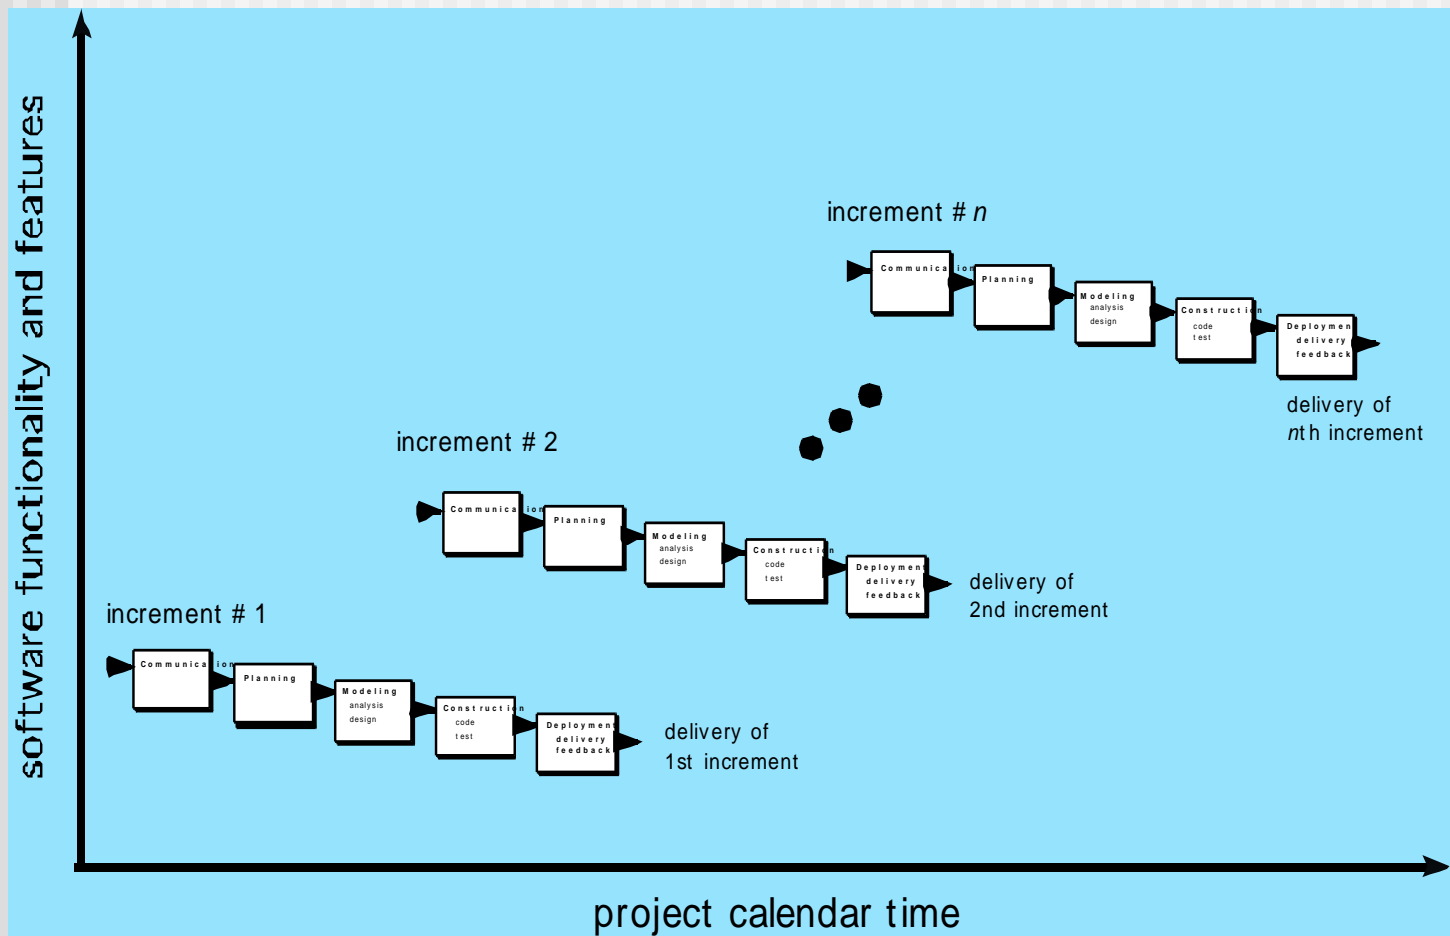 software functionality and features
increment # n
Communication
Planning
Modeling
analysis
design
Construction
code
test
Deployment
delivery
feedback
delivery of
nth increment
increment # 2
Communication
Planning
Modeling
analysis
design
Construction
code
test
Deployment
delivery
feedback
delivery of
2nd increment
increment # 1
Communication
Planning
Modeling
analysis
design
Construction
code
test
Deployment
delivery
feedback
delivery of
1st increment
project calendar time